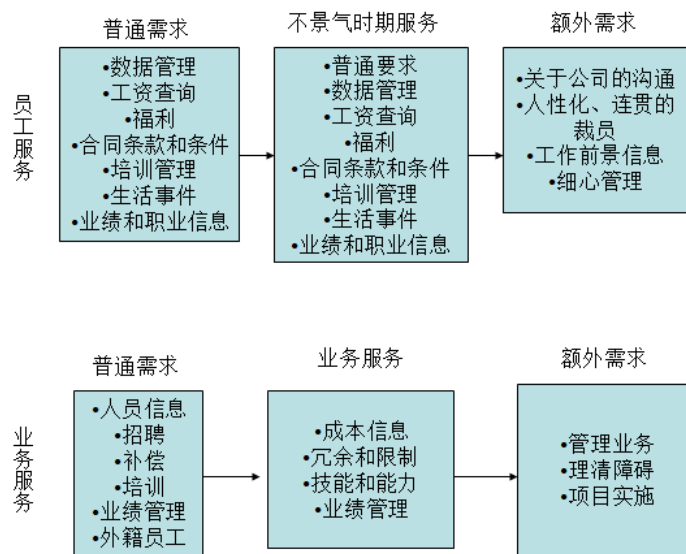 员工服务
普通需求
•数据管理
•工资查询
•福利
•合同条款和条件
•培训管理
•生活事件
•业绩和职业信息
不景气时期服务
•普通要求
•数据管理
•工资查询
•福利
•合同条款和条件
•培训管理
•生活事件
•业绩和职业信息
额外需求
•关于公司的沟通
•人性化、连贯的
裁员
•工作前景信息
•细心管理
业务服务
普通需求
•人员信息
•招聘
•补偿
•培训
•业绩管理
•外籍员工
业务服务
•成本信息
•冗余和限制
•技能和能力
•业绩管理
额外需求
•管理业务
•理清障碍
•项目实施